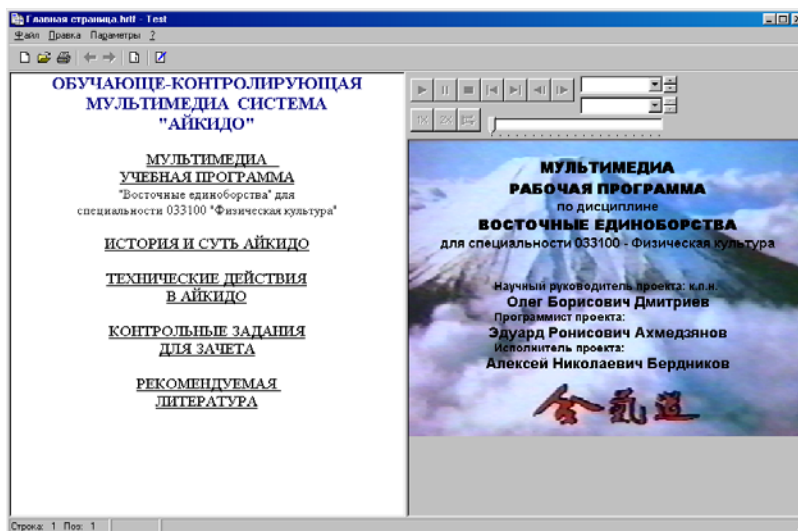 Главная страница.hrtf - Test
Файл Правка Параметры ?
ОБУЧАЮЩЕ-КОНТРОЛИРУЮЩАЯ
МУЛЬТИМЕДИА СИСТЕМА
"АЙКИДО"
МУЛЬТИМЕДИА
УЧЕБНАЯ ПРОГРАММА
"Восточные единоборства" для
специальности 033100 "Физическая культура"
ИСТОРИЯ И СУТЬ АЙКИДО
ТЕХНИЧЕСКИЕ ДЕЙСТВИЯ
В АЙКИДО
КОНТРОЛЬНЫЕ ЗАДАНИЯ
ДЛЯ ЗАЧЕТА
РЕКОМЕНДУЕМАЯ
ЛИТЕРАТУРА
1X 2X
МУЛЬТИМЕДИА
РАБОЧАЯ ПРОГРАММА
по дисциплине
ВОСТОЧНЫЕ ЕДИНОБОРСТВА
для специальности 033100 - Физическая культура
Научный руководитель проекта: к.п.н.
Олег Борисович Дмитриев
Программист проекта:
Эдуард Ронисович Ахмедзянов
Исполнитель проекта:
Алексей Николаевич Бердников
合氣道
Строка: 1 Поз: 1